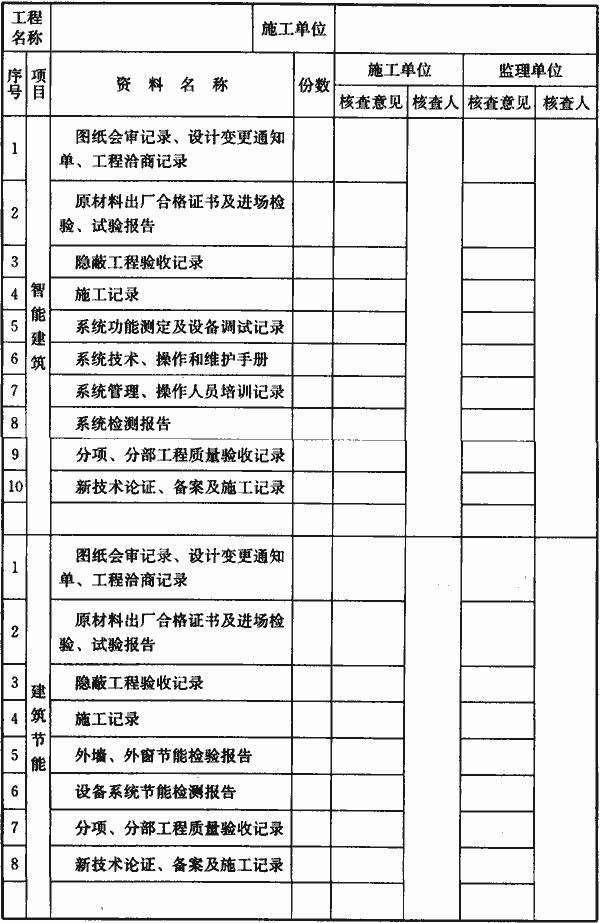 工程名称
施工单位
序号
项目
资料名称
份数
施工单位
监理单位
核查意见
核查人
核查意见
核查人
智能建筑
1
图纸会审记录、设计变更通知
单、工程洽商记录
2
原材料出厂合格证书及进场检
验、试验报告
3
隐蔽工程验收记录
4
施工记录
5
系统功能测定及设备调试记录
6
系统技术、操作和维护手册
7
系统管理、操作人员培训记录
8
系统检测报告
9
分项、分部工程质量验收记录
10
新技术论证、备案及施工记录
建筑节能
1
图纸会审记录、设计变更通知
单、工程洽商记录
2
原材料出厂合格证书及进场检
验、试验报告
3
隐蔽工程验收记录
4
施工记录
5
外墙、外窗节能检验报告
6
设备系统节能检测报告
7
分项、分部工程质量验收记录
8
新技术论证、备案及施工记录